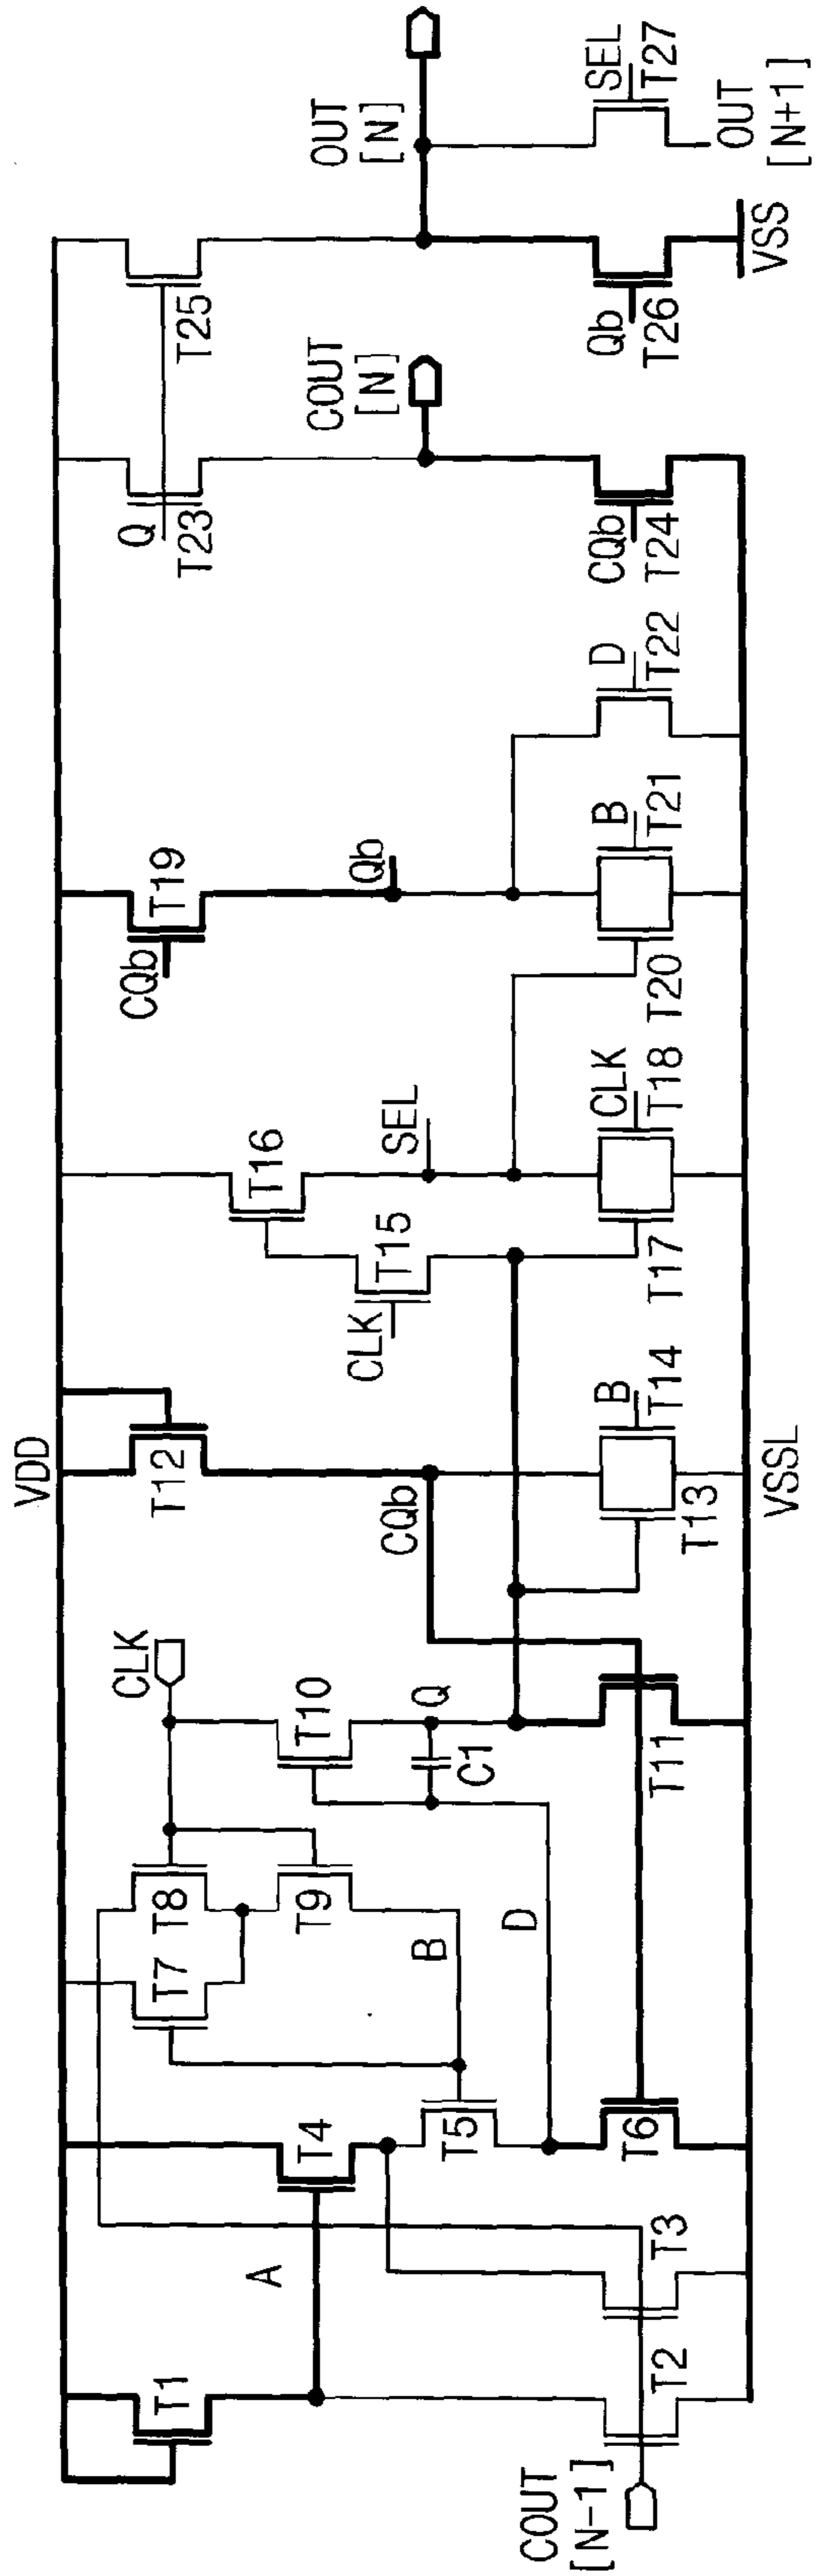 VDD
CLK
T1
A
T4
T7
T8
T9
T10
B
C1
Q
T5
D
T6
T11
T3
T2
COUT
[N-1]
T12
CQb
B
T14
T13
VSSL
CLK
T15
T16
SEL
T17
CLK
T18
CQb
T19
Qb
T20
B
T21
D
T22
Q
T23
T25
COUT
[N]
CQb
T24
OUT
[N]
Qb
T26
VSS
SEL
T27
OUT
[N+1]